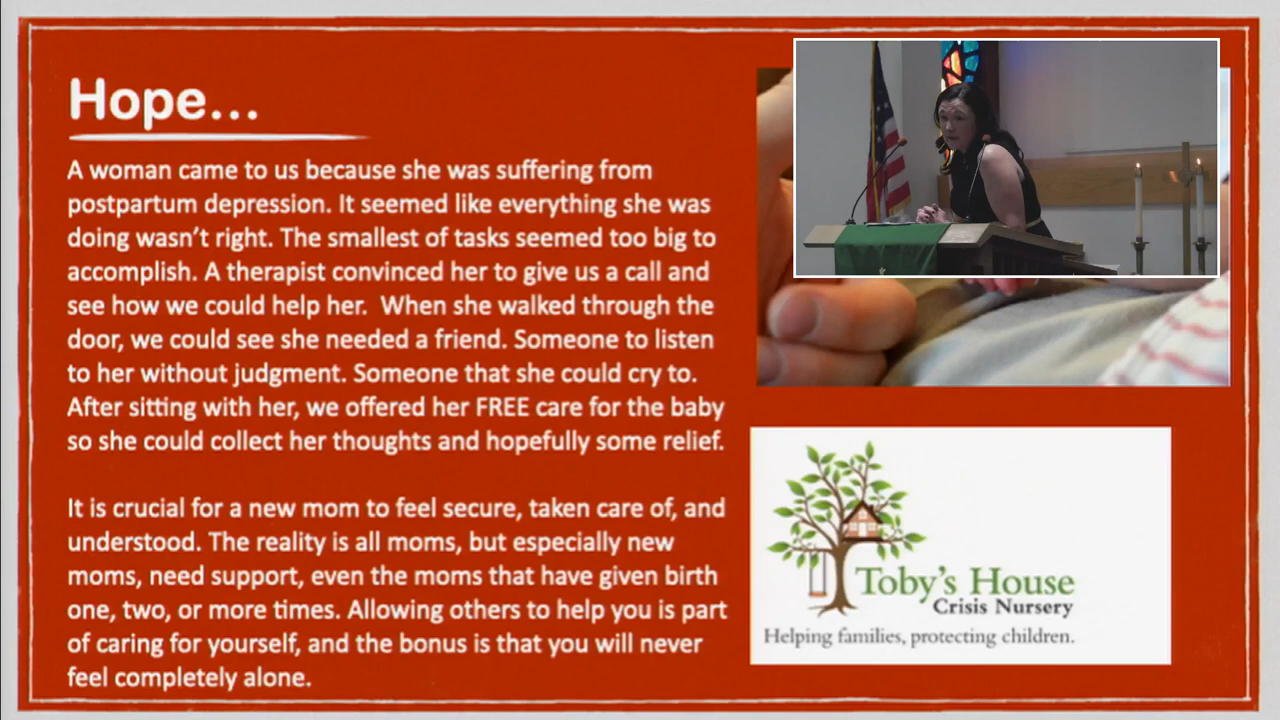 Hope...
A woman came to us because she was suffering from
postpartum depression. It seemed like everything she was
doing wasn't right. The smallest of tasks seemed too big to
accomplish. A therapist convinced her to give us a call and
see how we could help her.  When she walked through the
door, we could see she needed a friend. Someone to listen
to her without judgment. Someone that she could cry to.
After sitting with her, we offered her FREE care for the baby
so she could collect her thoughts and hopefully some relief.
It is crucial for a new mom to feel secure, taken care of, and
understood. The reality is all moms, but especially new
moms, need support, even the moms that have given birth
one, two, or more times. Allowing others to help you is part
of caring for yourself, and the bonus is that you will never
feel completely alone.
Toby's House
Crisis Nursery
Helping families, protecting children.